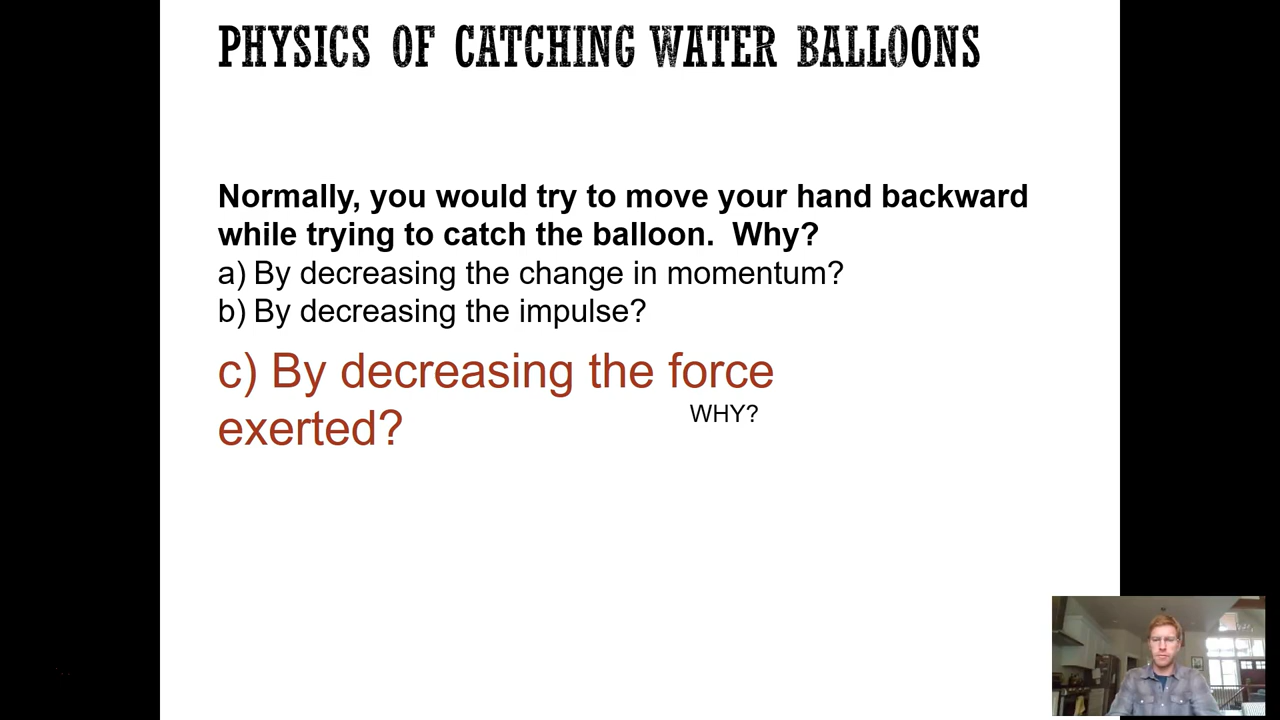 PHYSICS OF CATCHING WATER BALLOONS
Normally, you would try to move your hand backward
while trying to catch the balloon.  Why?
a) By decreasing the change in momentum?
b) By decreasing the impulse?
c) By decreasing the force
exerted?
WHY?